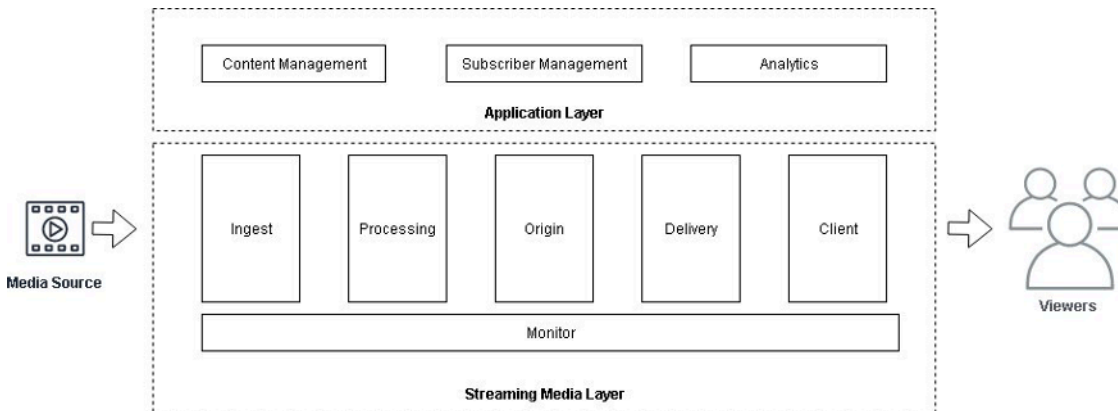 Content Management
Subscriber Management
Analytics
Application Layer
Media Source
Ingest
Processing
Origin
Delivery
Client
Monitor
Streaming Media Layer
Viewers